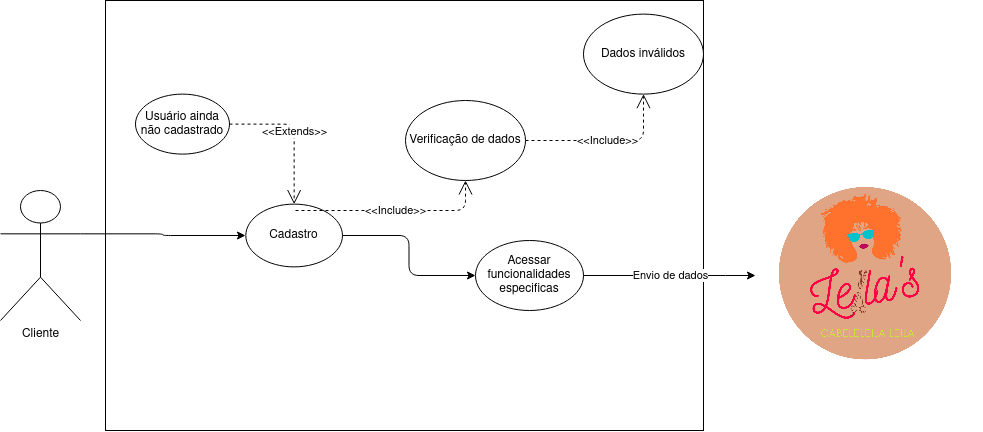 Dados inválidos
Usuário ainda
não cadastrado
<<Extends>>
Verificação de dados
<<Include>>
<<Include>>
Cadastro
Acessar
funcionalidades
especificas
Envio de dados
Cliente
Leila's
CABELELEILA LEILA